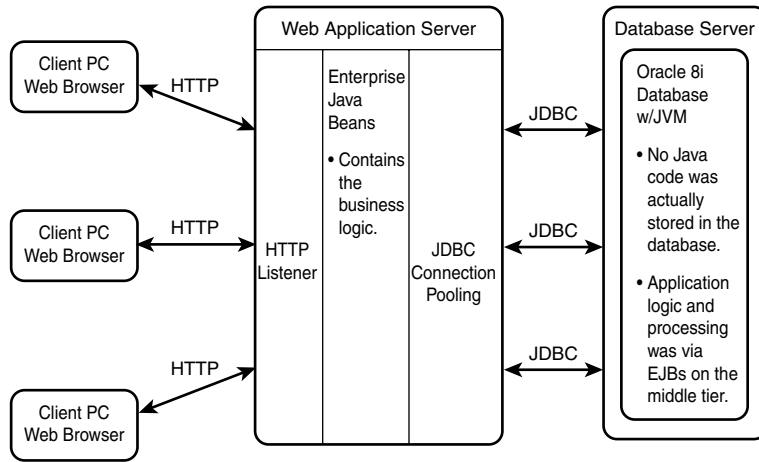 Client PC
Web Browser
HTTP
Client PC
Web Browser
HTTP
Client PC
Web Browser
HTTP
Web Application Server
HTTP
Listener
Enterprise
Java
Beans
• Contains
the
business
logic.
JDBC
Connection
Pooling
JDBC
JDBC
JDBC
Database Server
Oracle 8i
Database
w/JVM
• No Java
code was
actually
stored in the
database.
• Application
logic and
processing
was via
EJBs on the
middle tier.